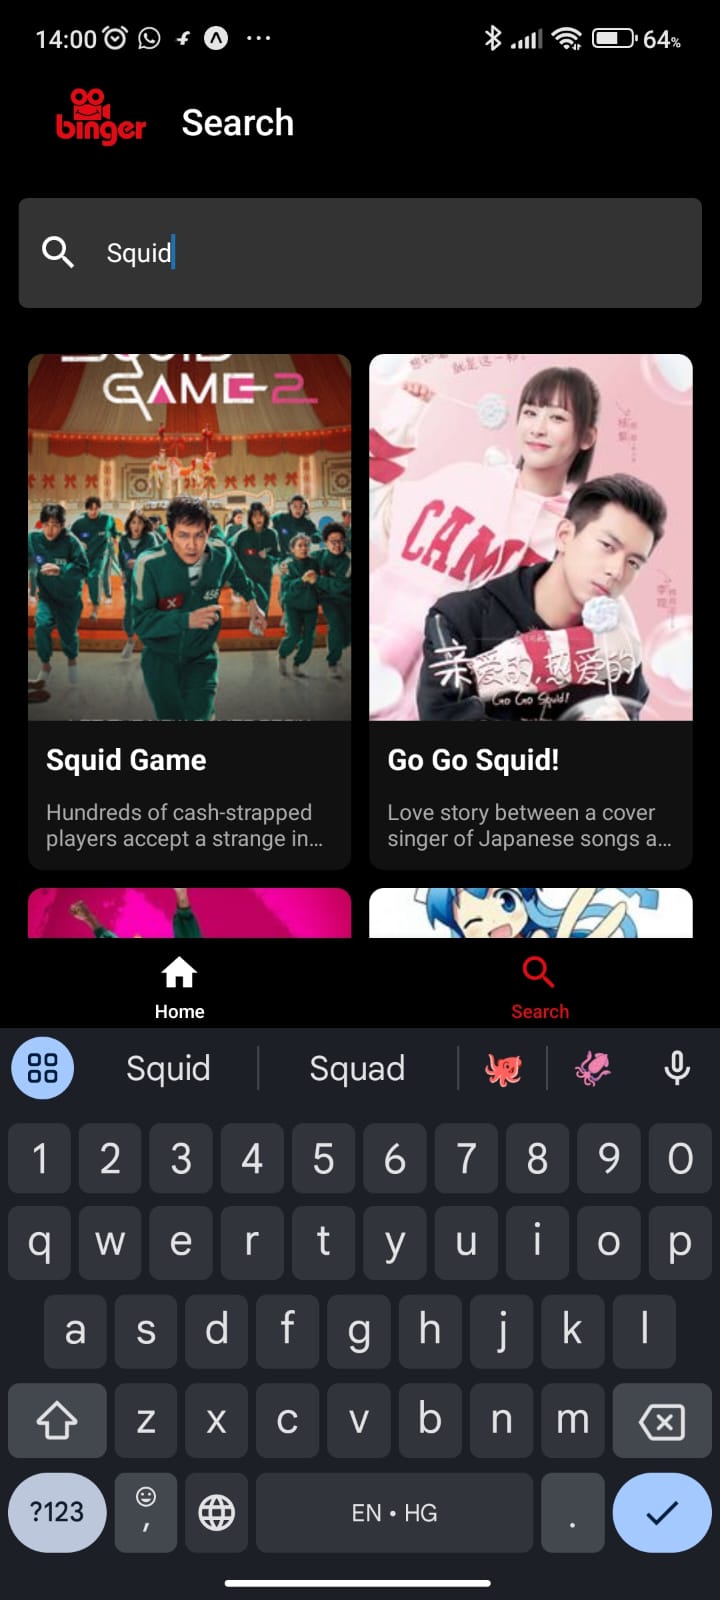 14:00
64%
binger
Search
Squid
SQUID
GAME 2
CAM
亲爱的,热爱的
Go Go Squid!
Squid Game
Go Go Squid!
Hundreds of cash-strapped
players accept a strange in...
Love story between a cover
singer of Japanese songs a...
Home
Search
Squid
Squad
1 2 3 4 5 6 7 8 9 0
q w e r t y u i o p
a s d f g h j k l
z x c v b n m
?123
,
EN • HG
.